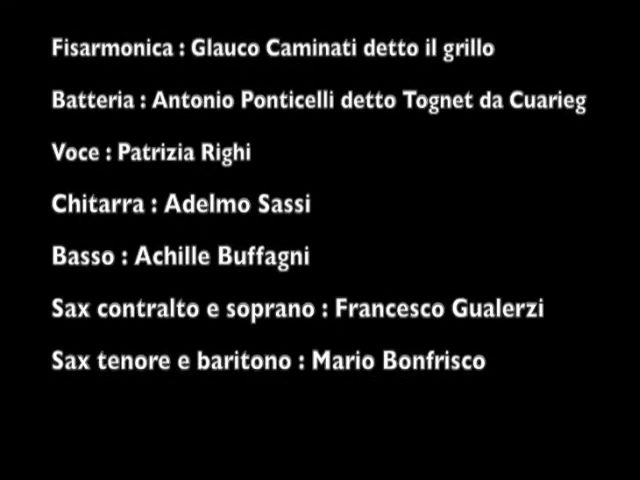 Fisarmonica : Glauco Caminati detto il grillo
Batteria : Antonio Ponticelli detto Tognet da Cuarieg
Voce : Patrizia Righi
Chitarra : Adelmo Sassi
Basso : Achille Buffagni
Sax contralto e soprano : Francesco Gualerzi
Sax tenore e baritono : Mario Bonfrisco